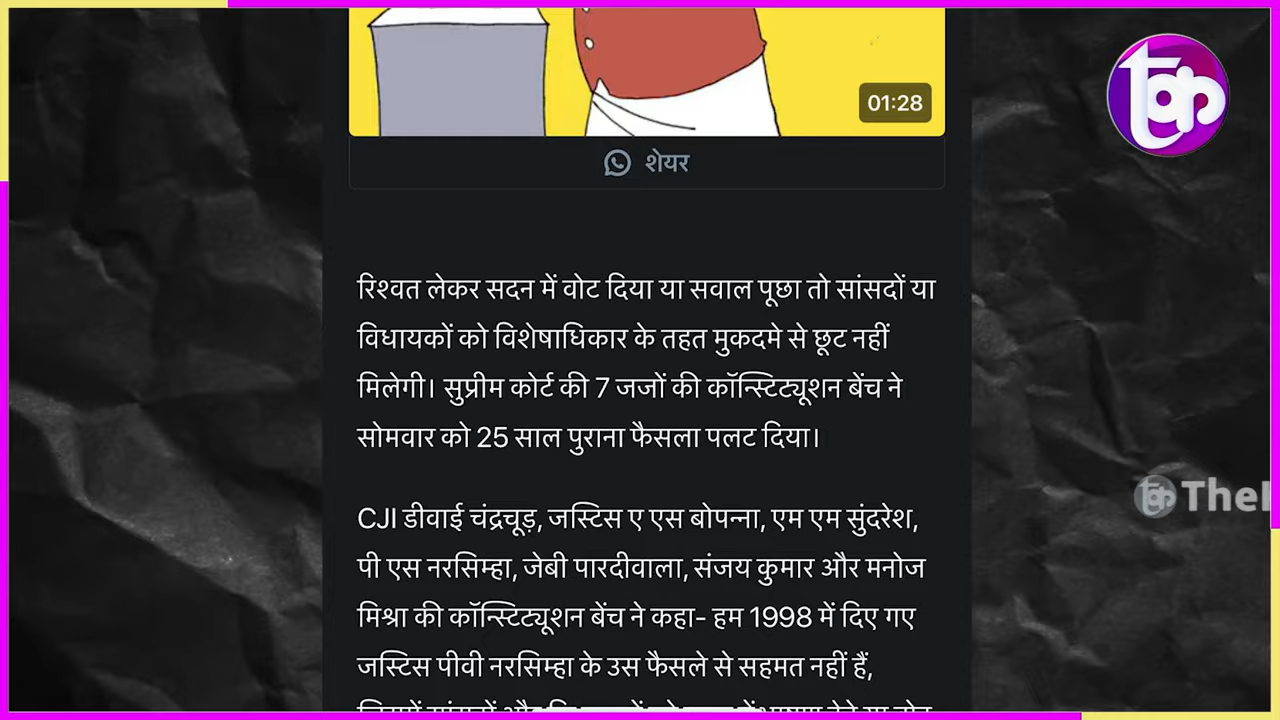 01:28
शेयर
रिश्वत लेकर सदन में वोट दिया या सवाल पूछा तो सांसदों या
विधायकों को विशेषाधिकार के तहत मुकदमे से छूट नहीं
मिलेगी। सुप्रीम कोर्ट की 7 जजों की कॉन्स्टिट्यूशन बेंच ने
सोमवार को 25 साल पुराना फैसला पलट दिया।
CJI डीवाई चंद्रचूड़, जस्टिस ए एस बोपन्ना, एम एम सुंदरेश,
पी एस नरसिम्हा, जेबी पारदीवाला, संजय कुमार और मनोज
मिश्रा की कॉन्स्टिट्यूशन बेंच ने कहा- हम 1998 में दिए गए
जस्टिस पीवी नरसिम्हा के उस फैसले से सहमत नहीं हैं,